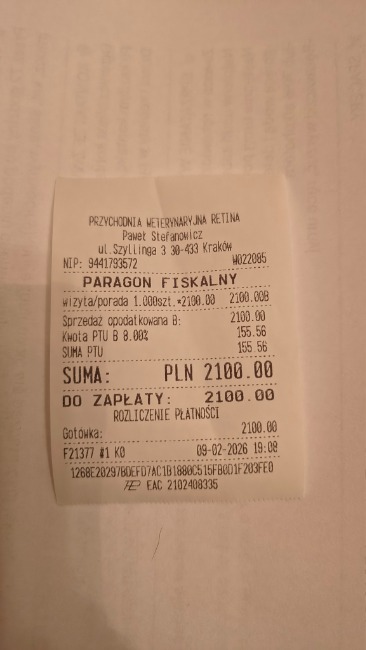 PRZYCHODNIA WETERYNARYJNA RETINA
Paweł Stefanowicz
ul.Szyllinga 3 30-433 Kraków
NIP: 9441793572 W022085
PARAGON FISKALNY
wizyta/porada 1.000szt.*2100.00 2100.00B
Sprzedaż opodatkowana B: 2100.00
Kwota PTU B 8.00% 155.56
SUMA PTU 155.56
SUMA: PLN 2100.00
DO ZAPŁATY: 2100.00
ROZLICZENIE PŁATNOŚCI
Gotówka: 2100.00
F21377 #1 KO 09-02-2026 19:08
1268E20297BDEFD7AC1B1880C515FB0D1F203FE0
EAC 2102408335